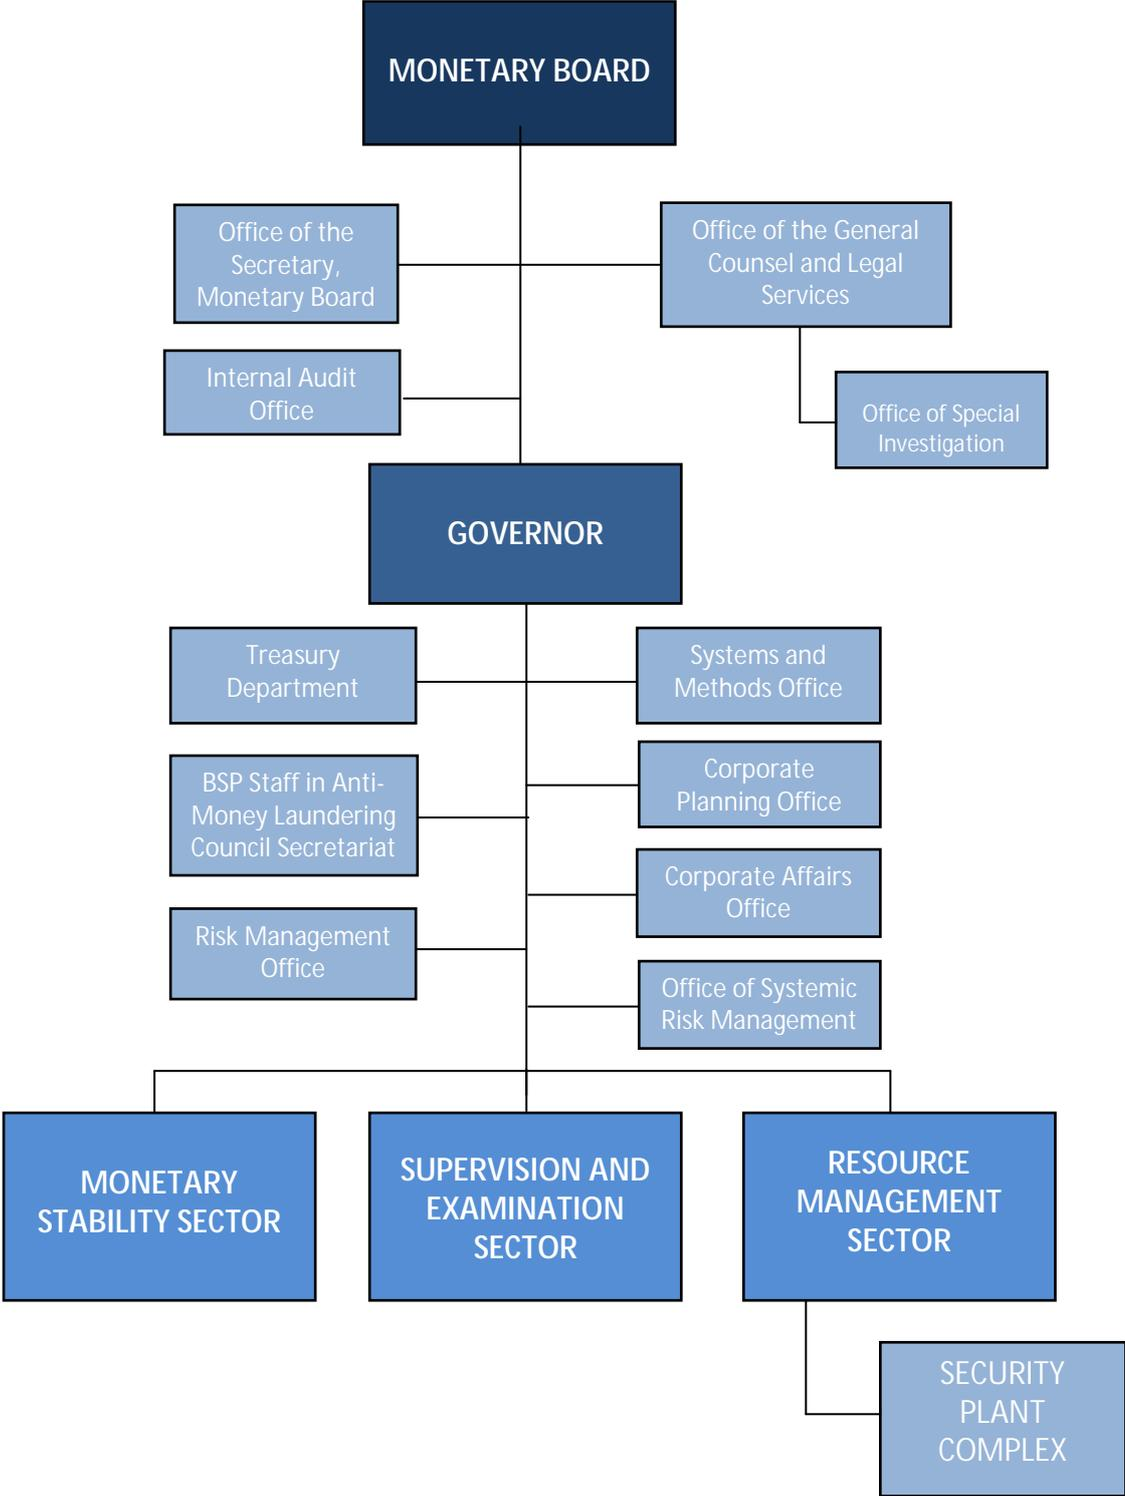 MONETARY BOARD
Office of the
Secretary,
Monetary Board
Office of the General
Counsel and Legal
Services
Internal Audit
Office
Office of Special
Investigation
GOVERNOR
Treasury
Department
Systems and
Methods Office
BSP Staff in Anti-
Money Laundering
Council Secretariat
Corporate
Planning Office
Corporate Affairs
Office
Risk Management
Office
Office of Systemic
Risk Management
MONETARY
STABILITY SECTOR
SUPERVISION AND
EXAMINATION
SECTOR
RESOURCE
MANAGEMENT
SECTOR
SECURITY
PLANT
COMPLEX